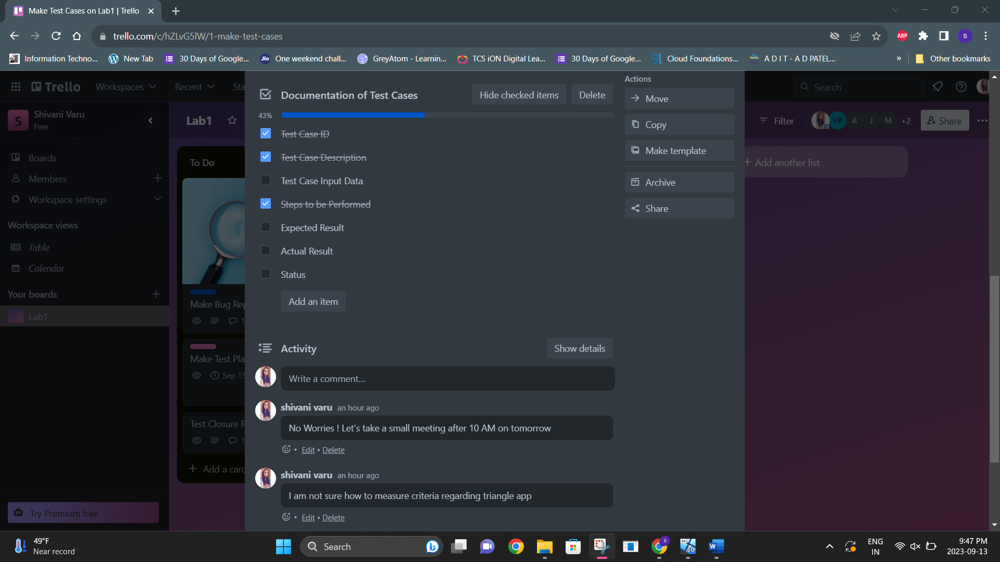 Make Test Cases on Lab1 | Trello
trello.com/c/hZLvG5lW/1-make-test-cases
ABP
s
Information Techno...
New Tab
30 Days of Google...
Jio
One weekend chall...
GreyAtom - Learnin...
TCS iON Digital Lea...
30 Days of Google...
Cloud Foundations...
A D I T - A D PATEL...
»
Other bookmarks
Trello
Workspaces
Recent
Sta
Search
S
Shivani Varu
Free
Lab1
Filter
VP
A
J
M
+2
Share
Boards
Members
Workspace settings
Workspace views
Table
Calendar
Your boards
Lab1
Try Premium free
To Do
Make Bug Rep
1
Make Test Pla
Sep 15
Test Closure R
1
Add a card
Add another list
Documentation of Test Cases
Hide checked items
Delete
43%
Test Case ID
Test Case Description
Test Case Input Data
Steps to be Performed
Expected Result
Actual Result
Status
Add an item
Actions
Move
Copy
Make template
Archive
Share
Activity
Show details
Write a comment...
shivani varu an hour ago
No Worries ! Let's take a small meeting after 10 AM on tomorrow
• Edit • Delete
shivani varu an hour ago
I am not sure how to measure criteria regarding triangle app
• Edit • Delete
49°F
Near record
Search
S
64
10
W
ENG
IN
9:47 PM
2023-09-13